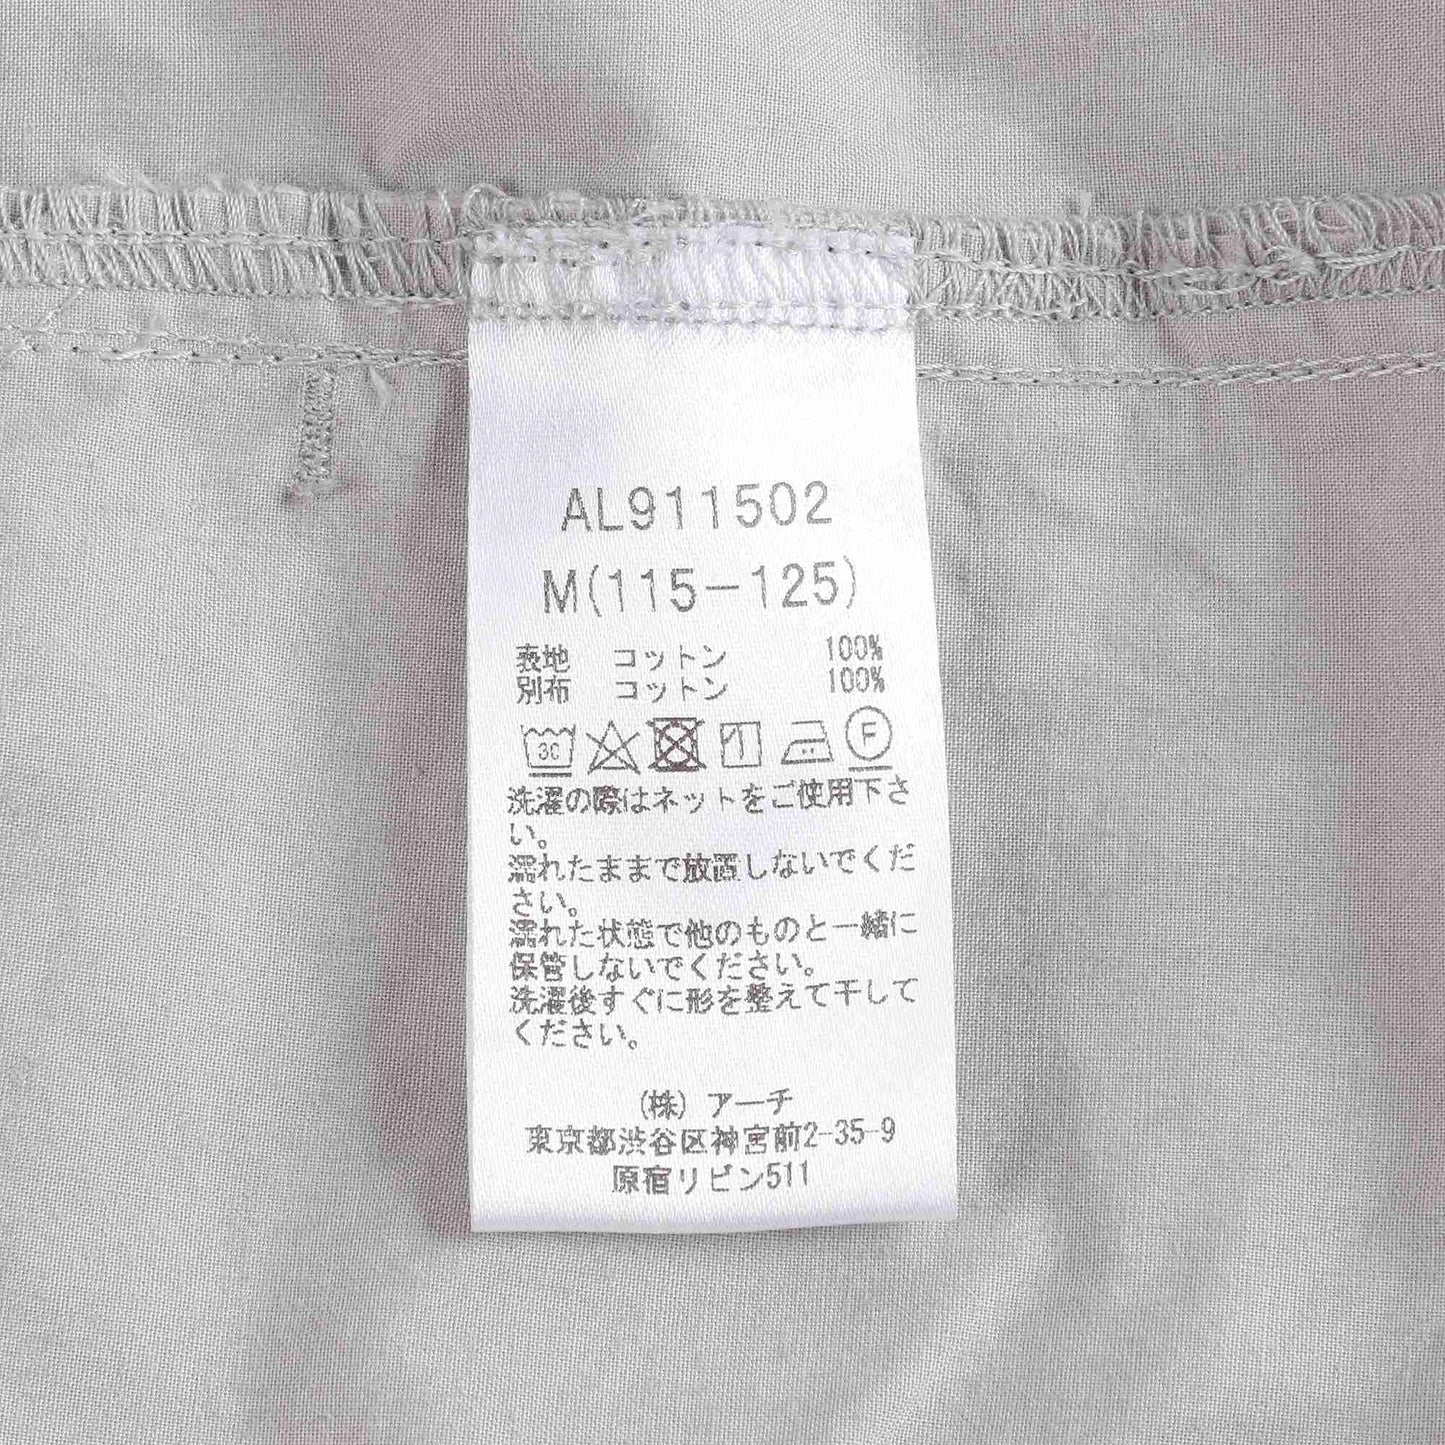 AL911502
M(115-125)
表地 コットン 100%
別布 コットン 100%
30 F
洗濯の際はネットをご使用下さ
い。
濡れたままで放置しないでくだ
さい。
濡れた状態で他のものと一緒に
保管しないでください。
洗濯後すぐに形を整えて干して
ください。
(株) アーチ
東京都渋谷区神宮前2-35-9
原宿リビン511